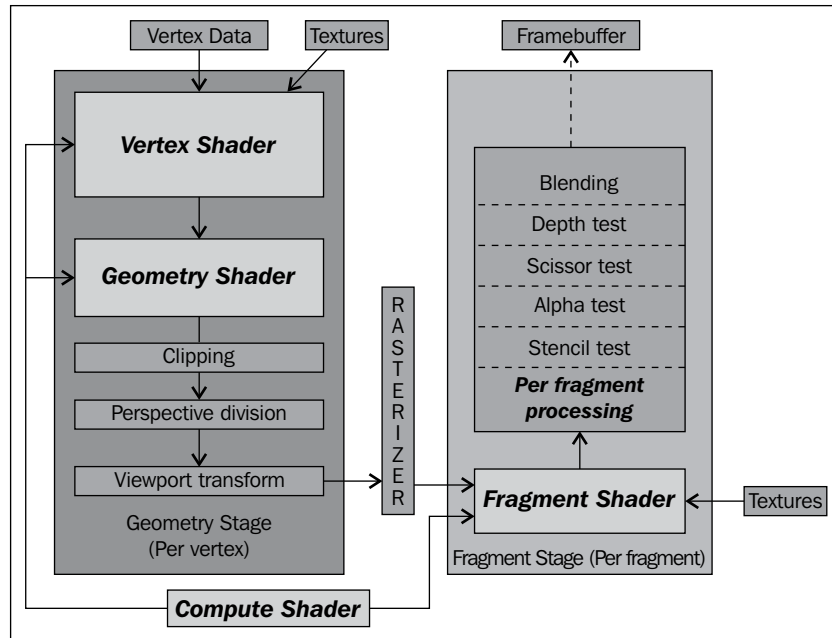 Vertex Data
Textures
Vertex Shader
Geometry Shader
Clipping
Perspective division
Viewport transform
Geometry Stage
(Per vertex)
RASTERIZER
Framebuffer
Blending
Depth test
Scissor test
Alpha test
Stencil test
Per fragment
processing
Fragment Shader
Textures
Fragment Stage (Per fragment)
Compute Shader